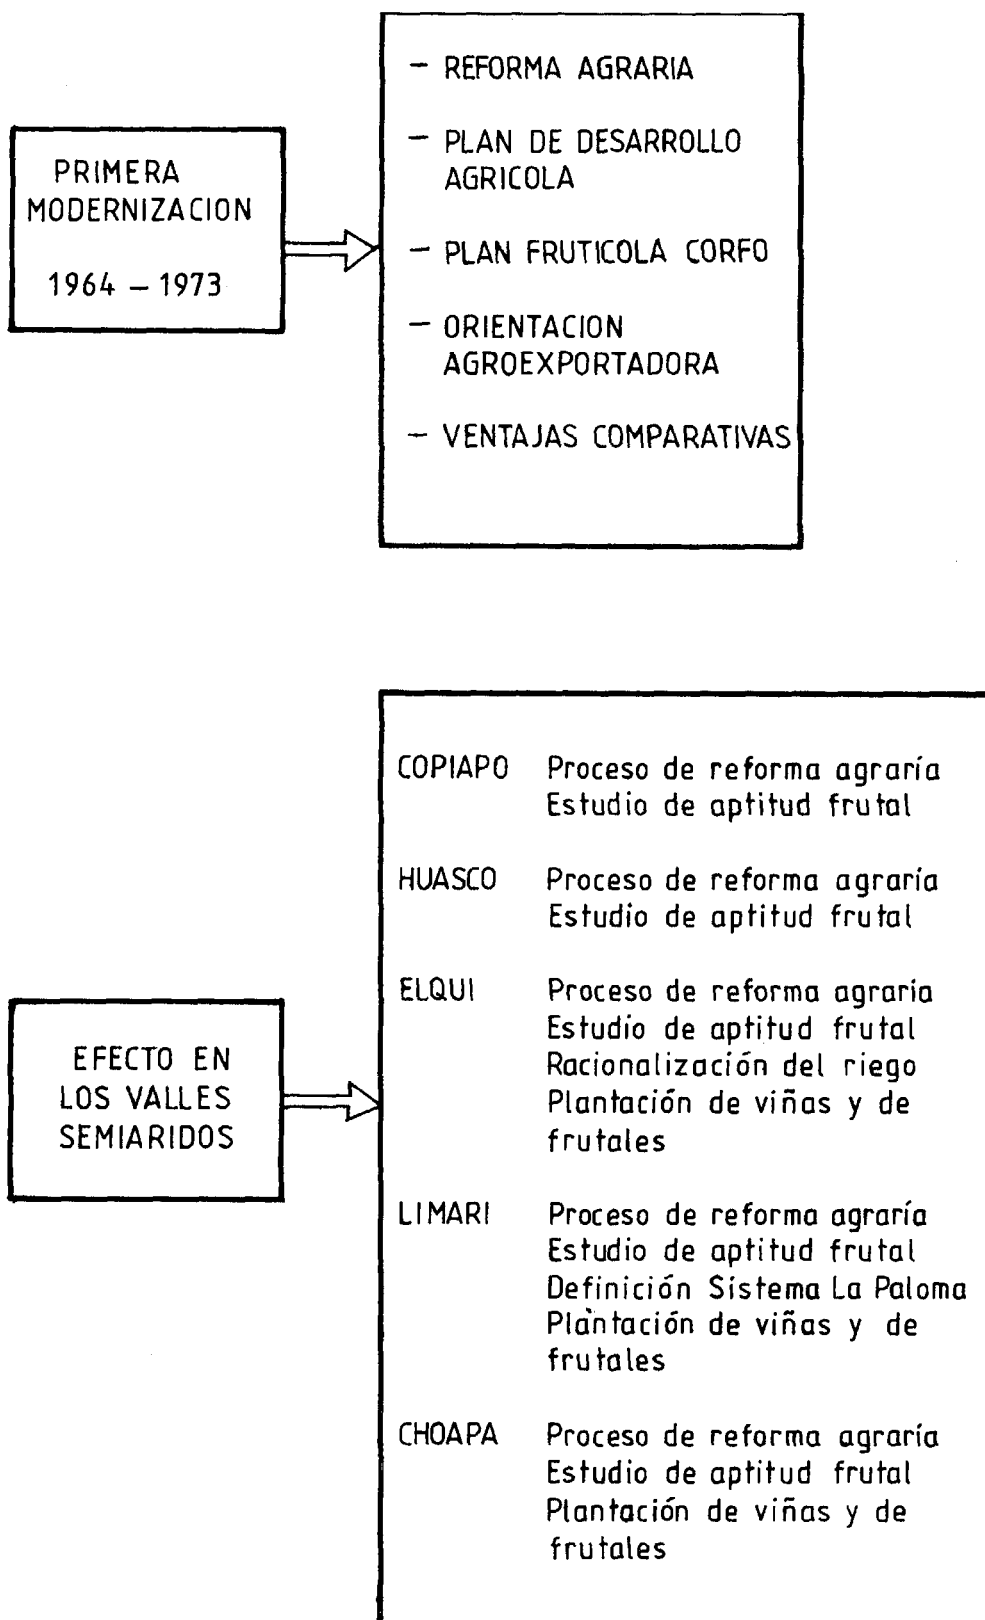 PRIMERA
MODERNIZACION
1964 – 1973
– REFORMA AGRARIA
– PLAN DE DESARROLLO
AGRICOLA
– PLAN FRUTICOLA CORFO
– ORIENTACION
AGROEXPORTADORA
– VENTAJAS COMPARATIVAS
EFECTO EN
LOS VALLES
SEMIARIDOS
COPIAPO Proceso de reforma agraría
Estudio de aptitud frutal
HUASCO Proceso de reforma agraría
Estudio de aptitud frutal
ELQUI Proceso de reforma agraría
Estudio de aptitud frutal
Racionalización del riego
Plantación de viñas y de
frutales
LIMARI Proceso de reforma agraría
Estudio de aptitud frutal
Definición Sístema La Paloma
Plantación de viñas y de
frutales
CHOAPA Proceso de reforma agraría
Estudio de aptitud frutal
Plantación de viñas y de
frutales